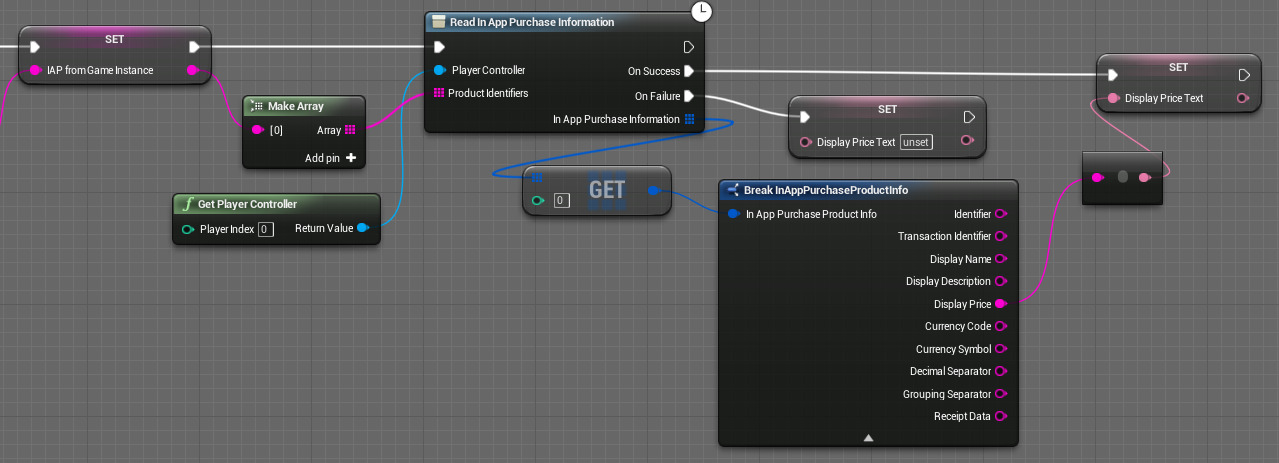 SET
IAP from Game Instance
Make Array
[0] Array
Add pin +
Get Player Controller
Player Index 0 Return Value
Read In App Purchase Information
Player Controller On Success
Product Identifiers On Failure
In App Purchase Information
SET
Display Price Text unset
0 GET
Break InAppPurchaseProductInfo
In App Purchase Product Info Identifier
Transaction Identifier
Display Name
Display Description
Display Price
Currency Code
Currency Symbol
Decimal Separator
Grouping Separator
Receipt Data
SET
Display Price Text